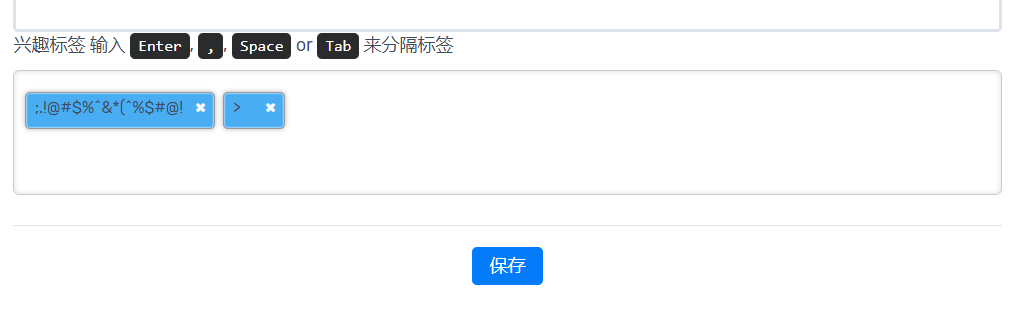 兴趣标签 输入 Enter, ,, Space or Tab 来分隔标签
;.!@#$%^&*(^%$#@! ✖ > ✖
保存